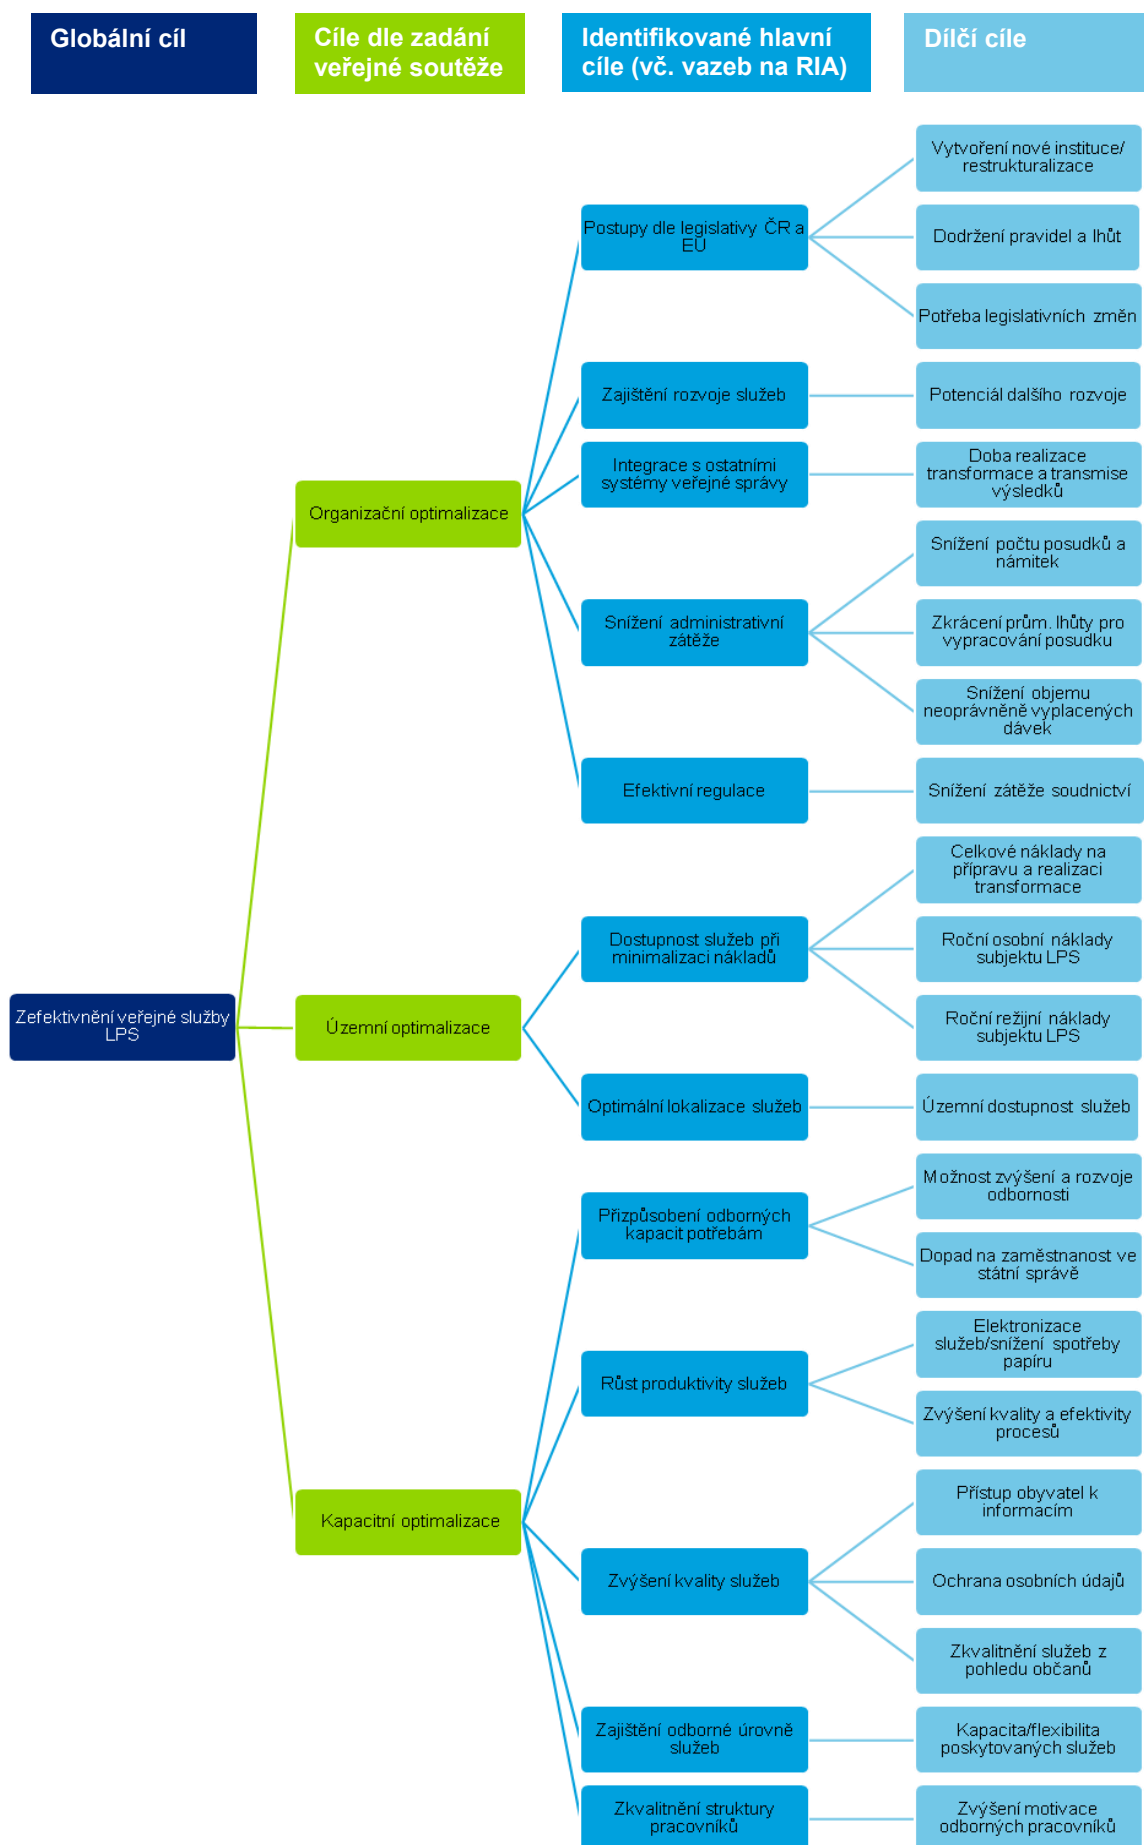 Globální cíl
Cíle dle zadání
veřejné soutěže
Identifikované hlavní
cíle (vč. vazeb na RIA)
Dílčí cíle
Zefektivnění veřejné služby
LPS
Organizační optimalizace
Postupy dle legislativy ČR a
EU
Vytvoření nové instituce/
restrukturalizace
Dodržení pravidel a lhůt
Potřeba legislativních změn
Zajištění rozvoje služeb
Potenciál dalšího rozvoje
Integrace s ostatními
systémy veřejné správy
Doba realizace
transformace a transmise
výsledků
Snížení administrativní
zátěže
Snížení počtu posudků a
námitek
Zkrácení prům. lhůty pro
vypracování posudku
Snížení objemu
neoprávněně vyplacených
dávek
Efektivní regulace
Snížení zátěže soudnictví
Územní optimalizace
Dostupnost služeb při
minimalizaci nákladů
Celkové náklady na
přípravu a realizaci
transformace
Roční osobní náklady
subjektu LPS
Roční režijní náklady
subjektu LPS
Optimální lokalizace služeb
Územní dostupnost služeb
Kapacitní optimalizace
Přizpůsobení odborných
kapacit potřebám
Možnost zvýšení a rozvoje
odbornosti
Dopad na zaměstnanost ve
státní správě
Růst produktivity služeb
Elektronizace
služeb/snížení spotřeby
papíru
Zvýšení kvality a efektivity
procesů
Zvýšení kvality služeb
Přístup obyvatel k
informacím
Ochrana osobních údajů
Zkvalitnění služeb z
pohledu občanů
Zajištění odborné úrovně
služeb
Kapacita/flexibilita
poskytovaných služeb
Zkvalitnění struktury
pracovníků
Zvýšení motivace
odborných pracovníků